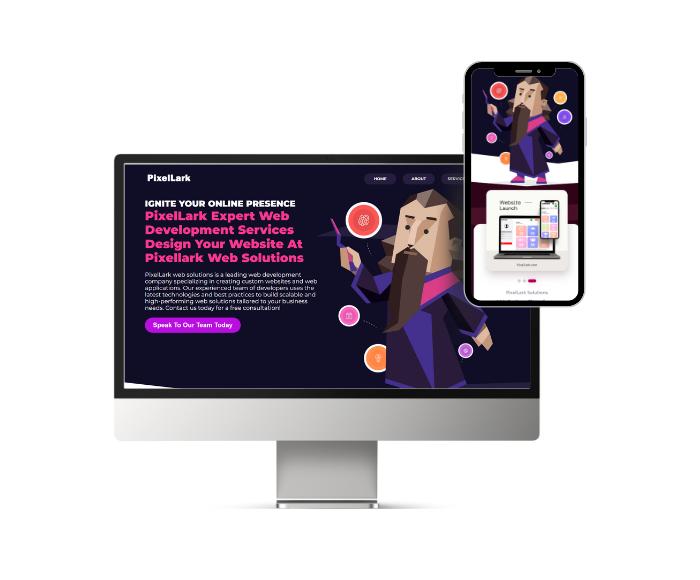 PixelLark
HOME
ABOUT
SERVICE
IGNITE YOUR ONLINE PRESENCE
PixelLark Expert Web
Development Services
Design Your Website At
Pixellark Web Solutions
PixelLark web solutions is a leading web development
company specializing in creating custom websites and web
applications. Our experienced team of developers uses the
latest technologies and best practices to build scalable and
high-performing web solutions tailored to your business
needs. Contact us today for a free consultation!
Speak To Our Team Today
Website
Launch
PixelLark Solutions